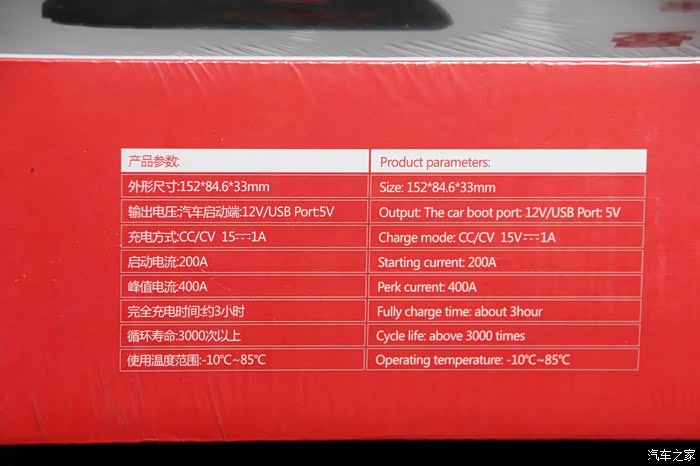 产品参数: Product parameters:
外形尺寸:152*84.6*33mm Size: 152*84.6*33mm
输出电压:汽车启动端:12V/USB Port:5V Output: The car boot port: 12V/USB Port: 5V
充电方式:CC/CV 15⎓1A Charge mode: CC/CV 15V⎓1A
启动电流:200A Starting current: 200A
峰值电流:400A Perk current: 400A
完全充电时间:约3小时 Fully charge time: about 3hour
循环寿命:3000次以上 Cycle life: above 3000 times
使用温度范围:-10℃~85℃ Operating temperature: -10℃~85℃
汽车之家